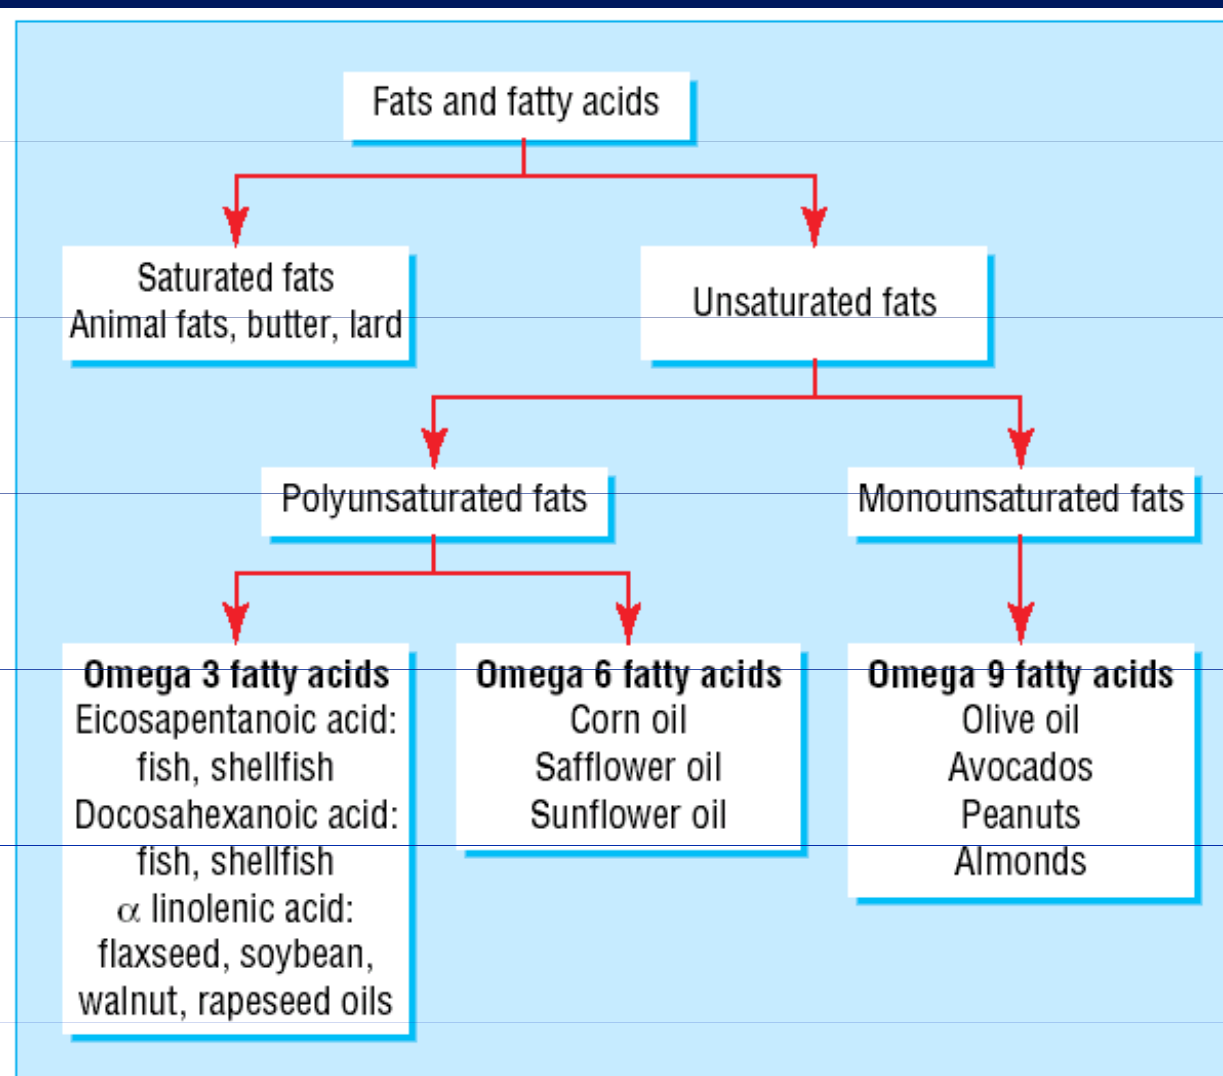 Fats and fatty acids
Saturated fats
Animal fats, butter, lard
Unsaturated fats
Polyunsaturated fats
Monounsaturated fats
Omega 3 fatty acids
Eicosapentanoic acid:
fish, shellfish
Docosahexanoic acid:
fish, shellfish
α linolenic acid:
flaxseed, soybean,
walnut, rapeseed oils
Omega 6 fatty acids
Corn oil
Safflower oil
Sunflower oil
Omega 9 fatty acids
Olive oil
Avocados
Peanuts
Almonds